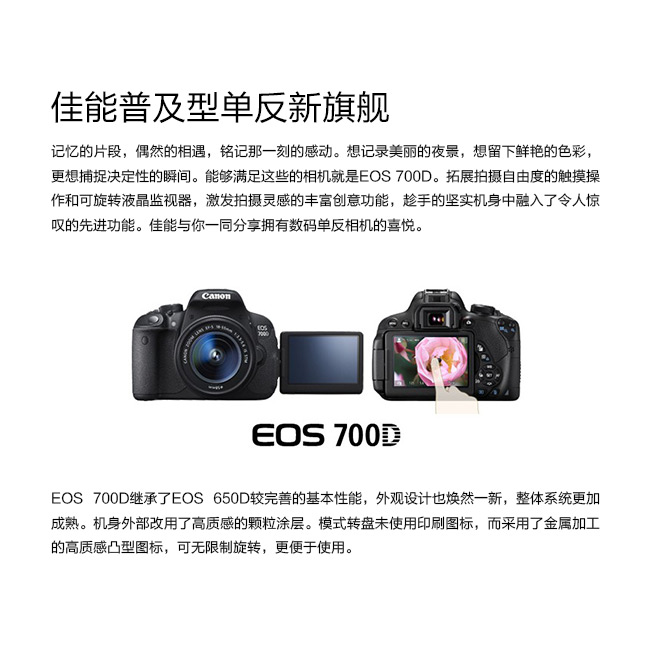 佳能普及型单反新旗舰
记忆的片段，偶然的相遇，铭记那一刻的感动。想记录美丽的夜景，想留下鲜艳的色彩，
更想捕捉决定性的瞬间。能够满足这些的相机就是EOS 700D。拓展拍摄自由度的触摸操
作和可旋转液晶监视器，激发拍摄灵感的丰富创意功能，趁手的坚实机身中融入了令人惊
叹的先进功能。佳能与你一同分享拥有数码单反相机的喜悦。
Canon
EOS
700D
EOS 700D
EOS 700D继承了EOS 650D较完善的基本性能，外观设计也焕然一新，整体系统更加
成熟。机身外部改用了高质感的颗粒涂层。模式转盘未使用印刷图标，而采用了金属加工
的高质感凸型图标，可无限制旋转，更便于使用。